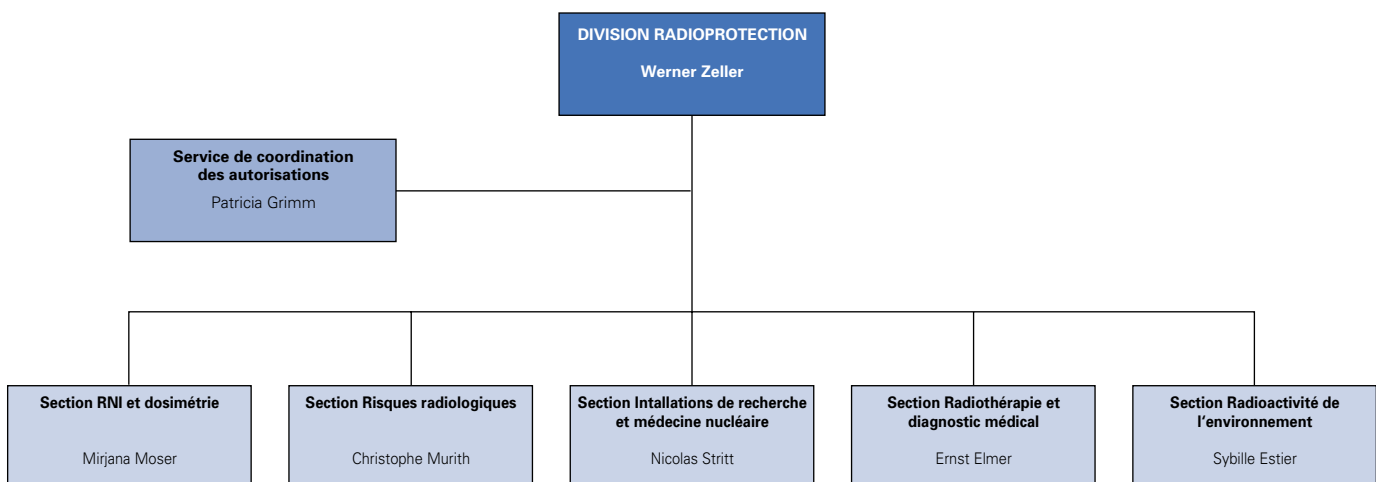 DIVISION RADIOPROTECTION
Werner Zeller
Service de coordination
des autorisations
Patricia Grimm
Section RNI et dosimétrie
Mirjana Moser
Section Risques radiologiques
Christophe Murith
Section Intallations de recherche
et médecine nucléaire
Nicolas Stritt
Section Radiothérapie et
diagnostic médical
Ernst Elmer
Section Radioactivité de
l‘environnement
Sybille Estier